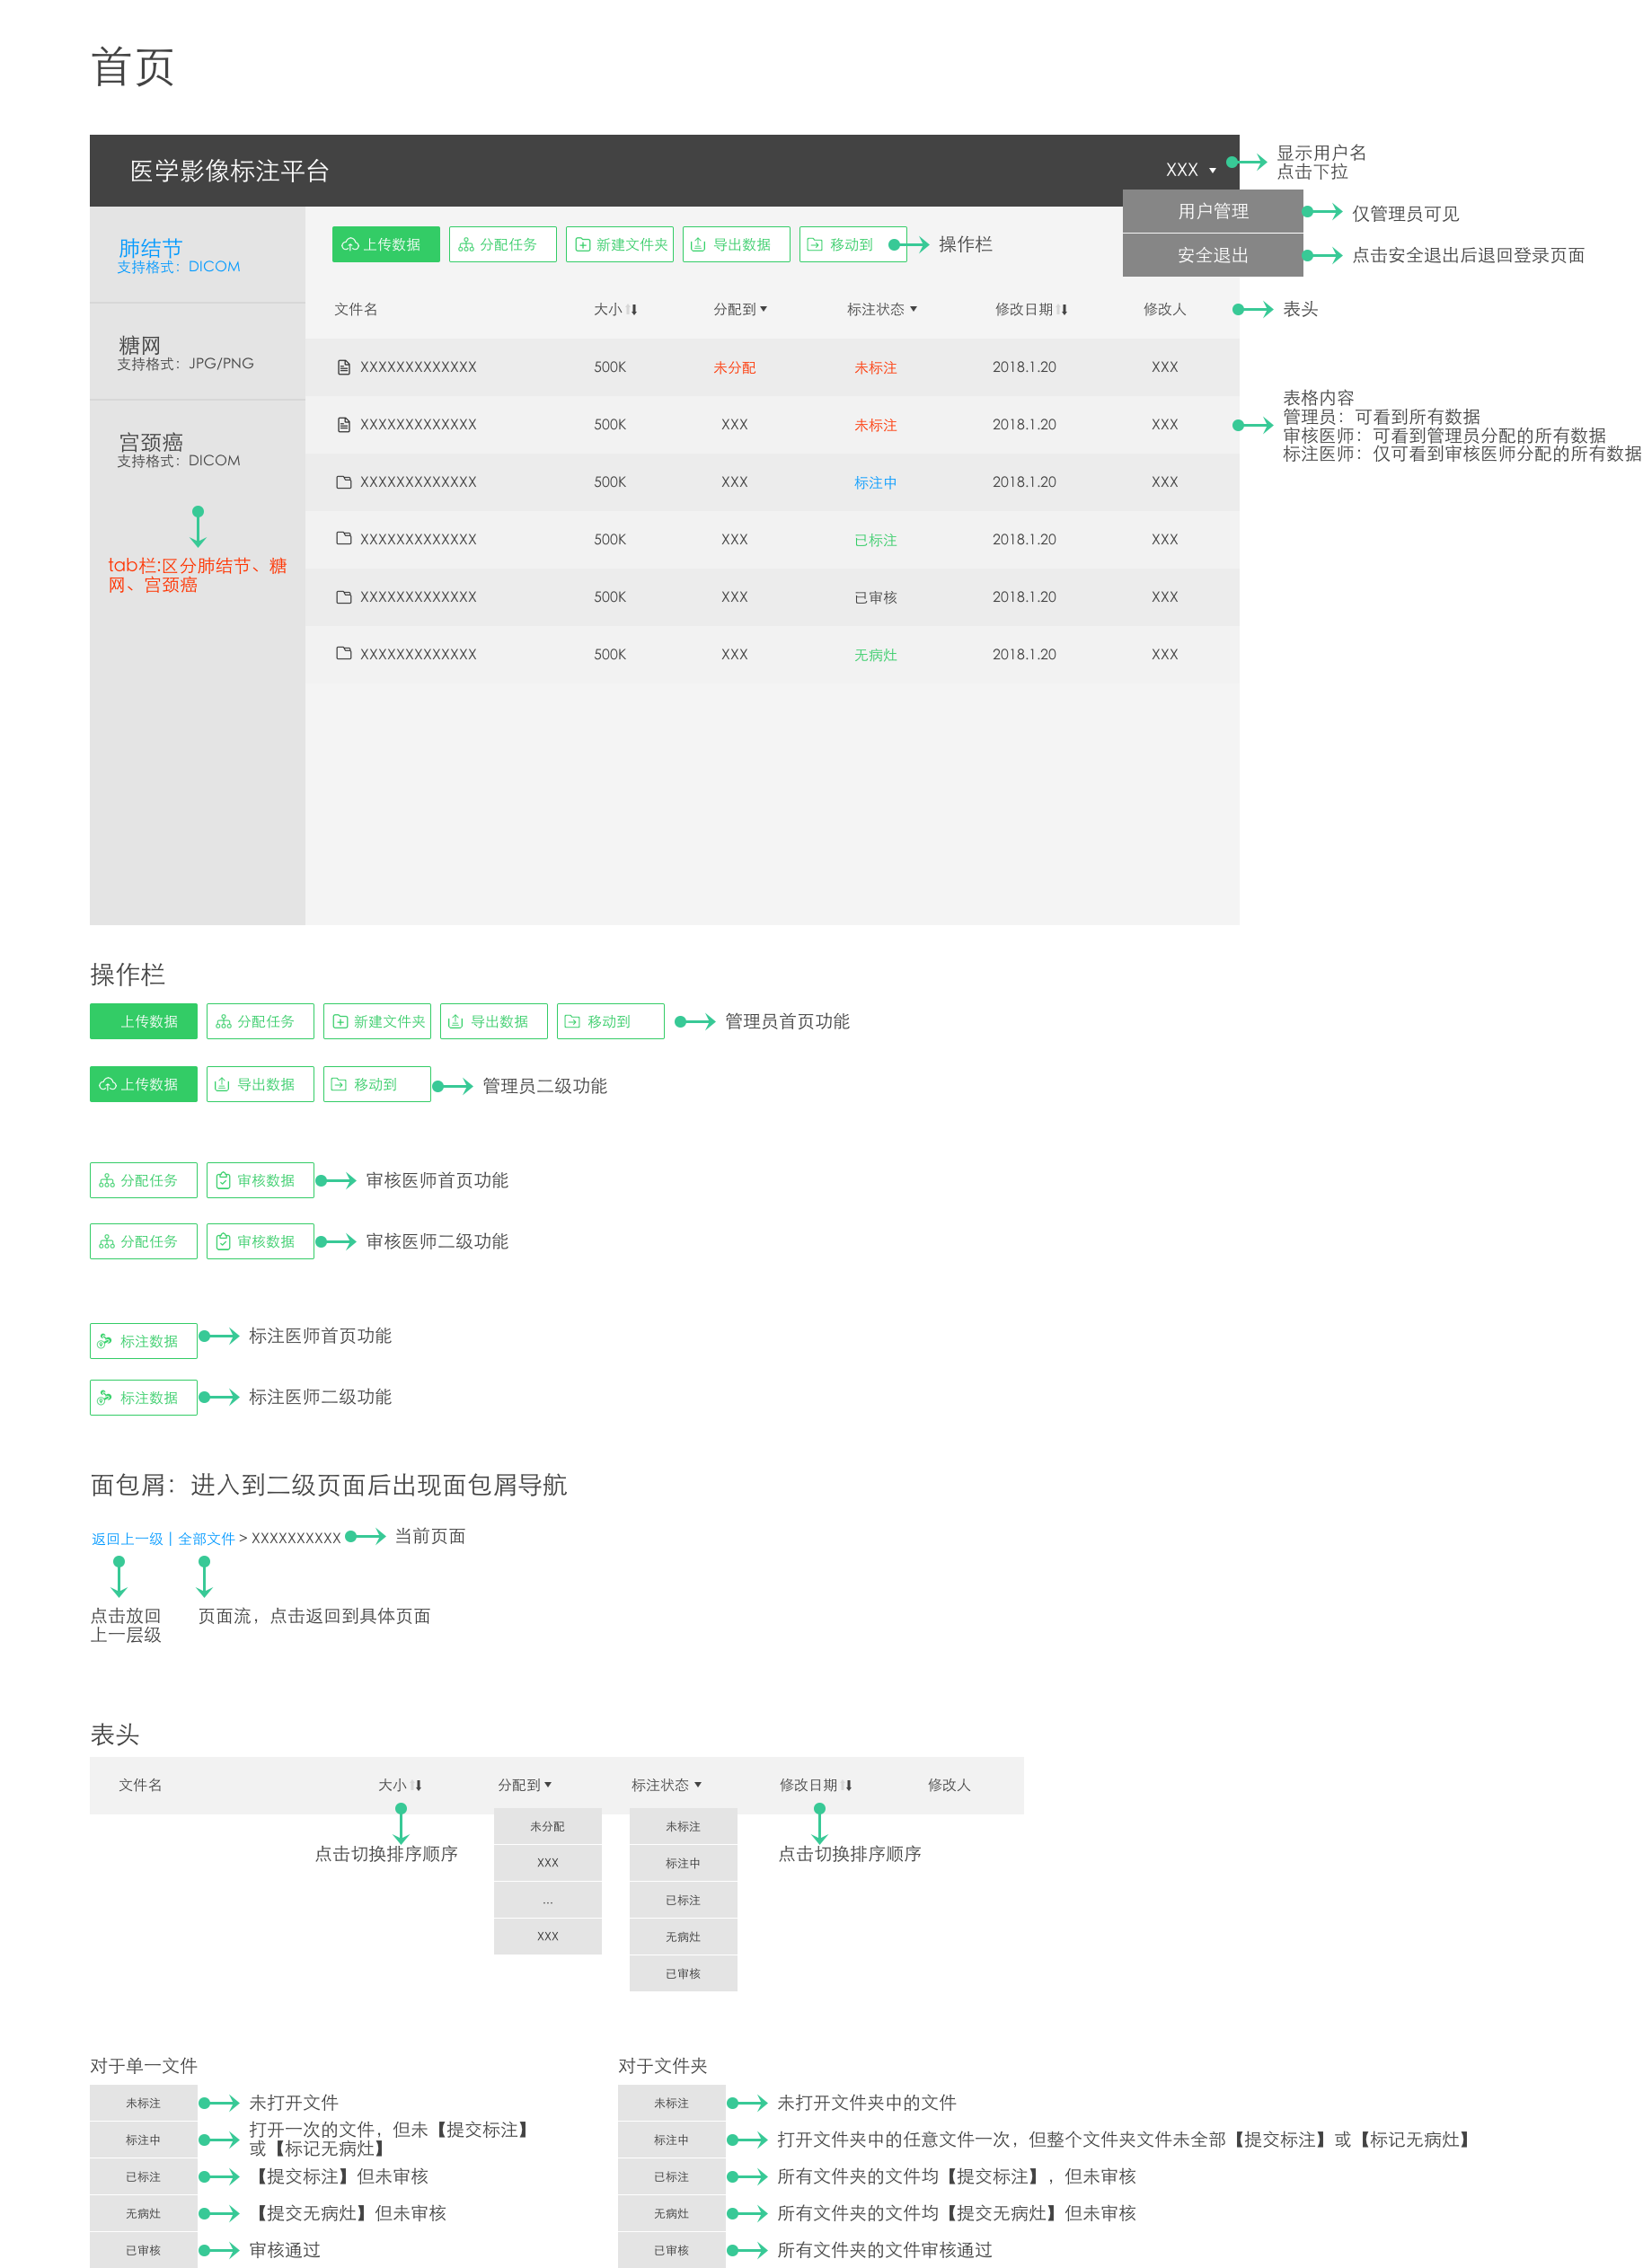 首页
医学影像标注平台
XXX
显示用户名
点击下拉
用户管理
仅管理员可见
安全退出
点击安全退出后退回登录页面
肺结节
支持格式：DICOM
糖网
支持格式：JPG/PNG
宫颈癌
支持格式：DICOM
tab栏:区分肺结节、糖
网、宫颈癌
上传数据 分配任务 新建文件夹 导出数据 移动到 操作栏
文件名 大小 分配到 标注状态 修改日期 修改人 表头
XXXXXXXXXXXXX 500K 未分配 未标注 2018.1.20 XXX
XXXXXXXXXXXXX 500K XXX 未标注 2018.1.20 XXX
XXXXXXXXXXXXX 500K XXX 标注中 2018.1.20 XXX
XXXXXXXXXXXXX 500K XXX 已标注 2018.1.20 XXX
XXXXXXXXXXXXX 500K XXX 已审核 2018.1.20 XXX
XXXXXXXXXXXXX 500K XXX 无病灶 2018.1.20 XXX
表格内容
管理员：可看到所有数据
审核医师：可看到管理员分配的所有数据
标注医师：仅可看到审核医师分配的所有数据
操作栏
上传数据 分配任务 新建文件夹 导出数据 移动到 管理员首页功能
上传数据 导出数据 移动到 管理员二级功能
分配任务 审核数据 审核医师首页功能
分配任务 审核数据 审核医师二级功能
标注数据 标注医师首页功能
标注数据 标注医师二级功能
面包屑：进入到二级页面后出现面包屑导航
返回上一级 | 全部文件 > XXXXXXXXXX 当前页面
点击放回
上一层级
页面流，点击返回到具体页面
表头
文件名 大小 分配到 标注状态 修改日期 修改人
点击切换排序顺序
未分配
XXX
...
XXX
未标注
标注中
已标注
无病灶
已审核
点击切换排序顺序
对于单一文件
未标注 未打开文件
标注中 打开一次的文件，但未【提交标注】
或【标记无病灶】
已标注 【提交标注】但未审核
无病灶 【提交无病灶】但未审核
已审核 审核通过
对于文件夹
未标注 未打开文件夹中的文件
标注中 打开文件夹中的任意文件一次，但整个文件夹文件未全部【提交标注】或【标记无病灶】
已标注 所有文件夹的文件均【提交标注】，但未审核
无病灶 所有文件夹的文件均【提交无病灶】但未审核
已审核 所有文件夹的文件审核通过